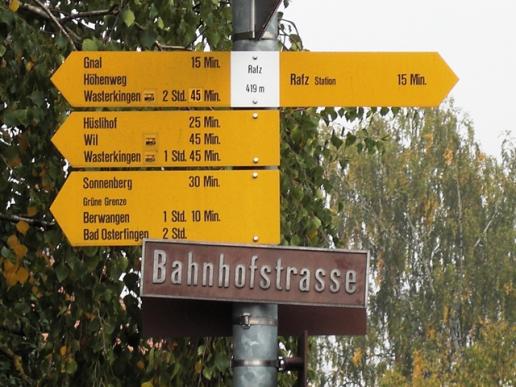 Gnal 15 Min.
Höhenweg
Wasterkingen 2 Std. 45 Min.
Rafz
419 m
Rafz Station 15 Min.
Hüslihof 25 Min.
Wil 45 Min.
Wasterkingen 1 Std. 45 Min.
Sonnenberg 30 Min.
Grüne Grenze
Berwangen 1 Std. 10 Min.
Bad Osterfingen 2 Std.
Bahnhofstrasse